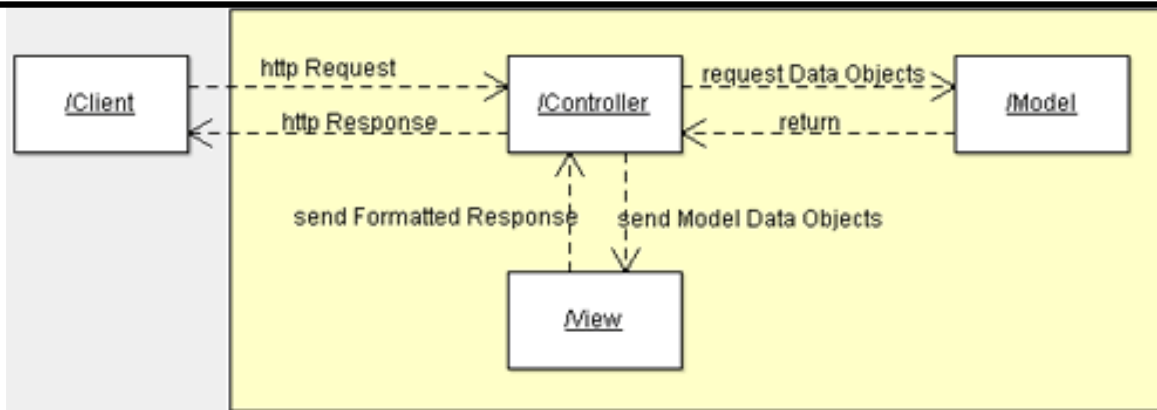 http Request
request Data Objects
/Client
/Controller
/Model
http Response
return
send Formatted Response
send Model Data Objects
/View